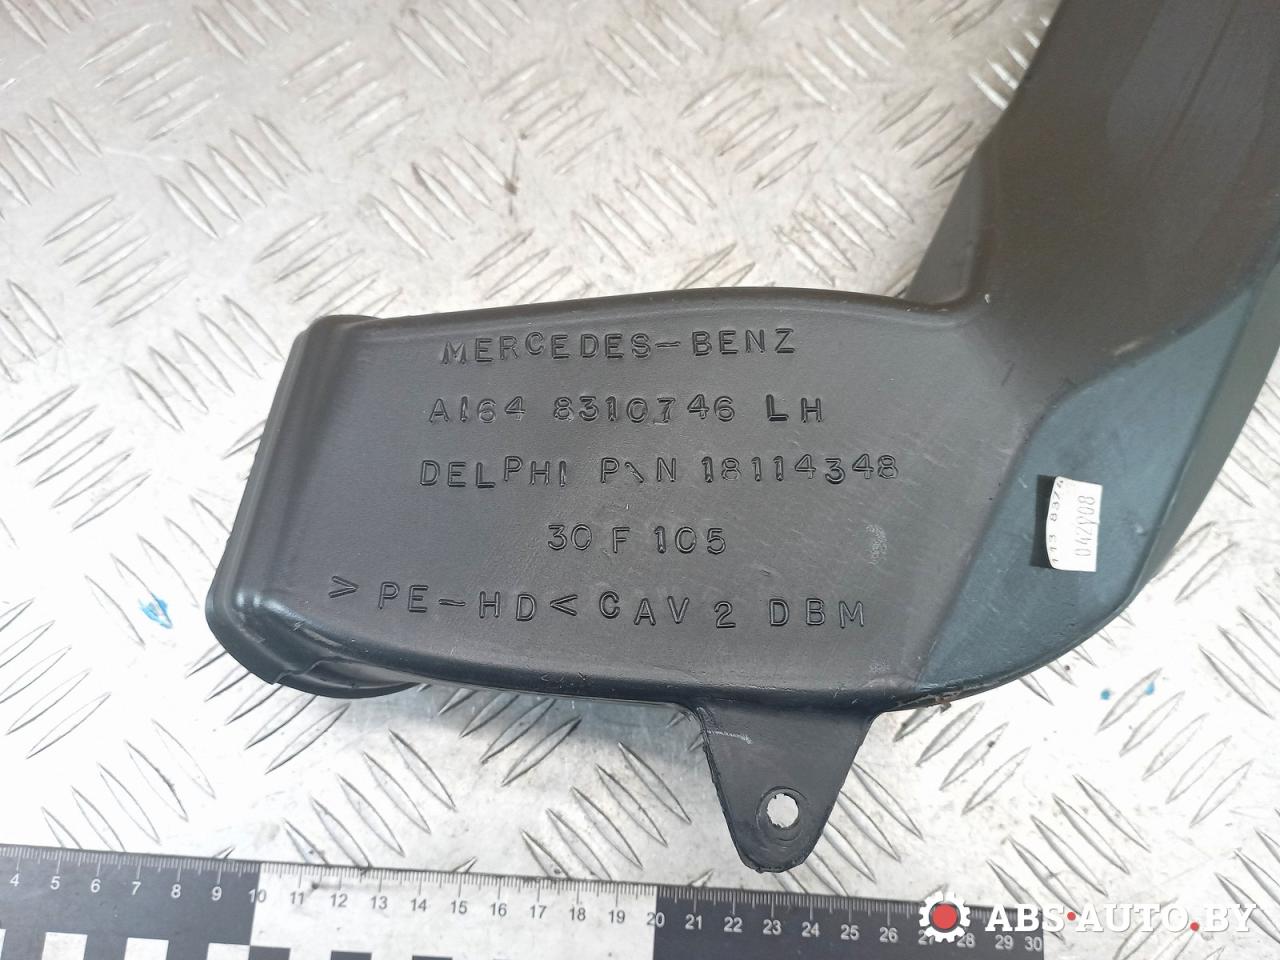 MERCEDES-BENZ
A164 8310746 LH
DELPHI P\N 18114348
30 F 105
>PE-HD< CAV 2 DBM
042908
4 5 6 7 8 9 10 11 12 13 14 15 16 17 18 19 20 21 22 23 24 25 26 27 28 29 30
ABS-AUTO.BY